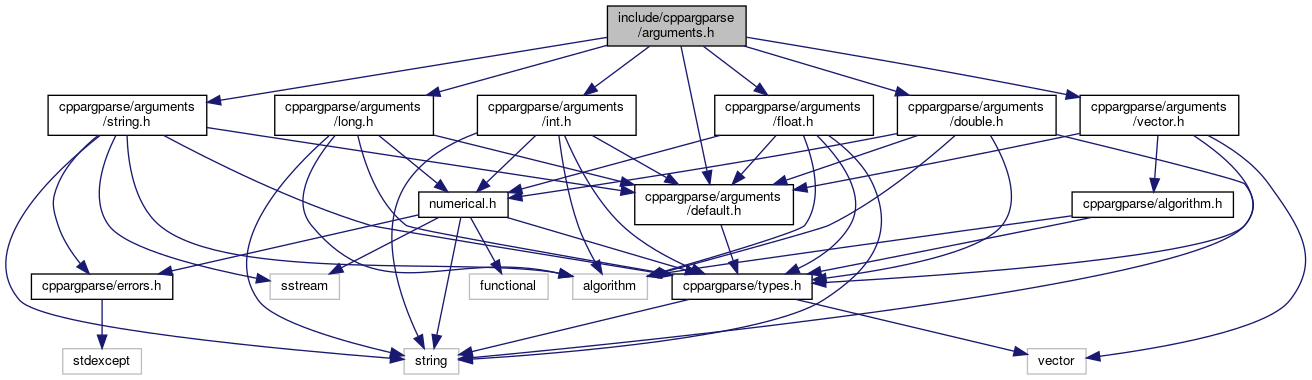 include/cppargparse
/arguments.h
cppargparse/arguments
/string.h
cppargparse/arguments
/long.h
cppargparse/arguments
/int.h
cppargparse/arguments
/float.h
cppargparse/arguments
/double.h
cppargparse/arguments
/vector.h
numerical.h
cppargparse/arguments
/default.h
cppargparse/algorithm.h
cppargparse/errors.h
sstream
functional
algorithm
cppargparse/types.h
stdexcept
string
vector